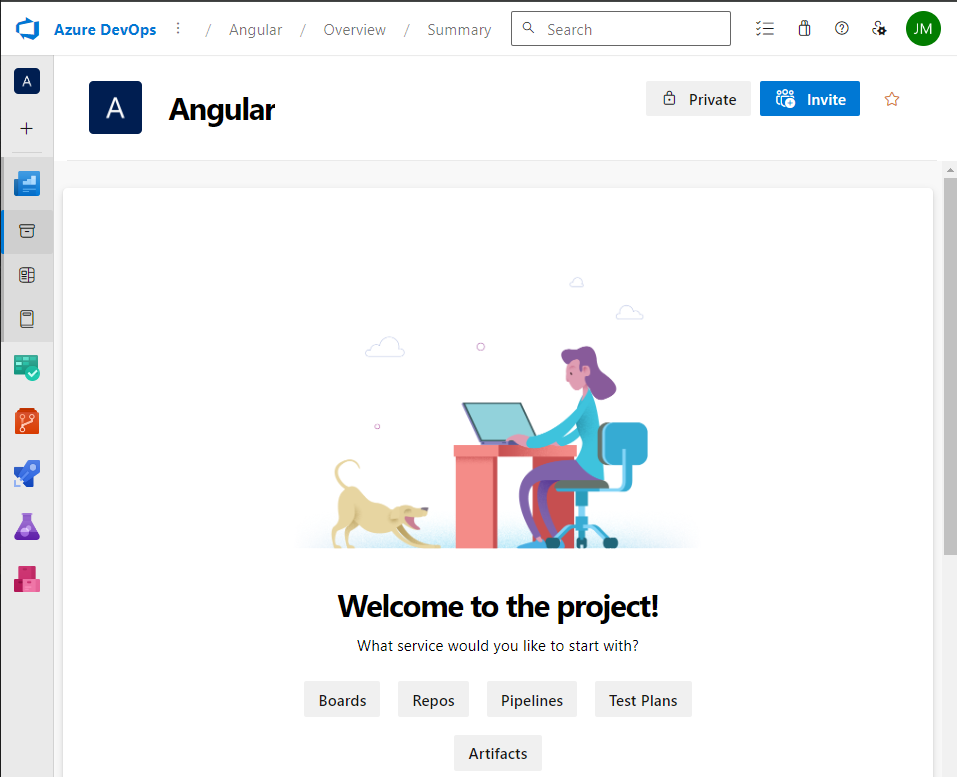 Azure DevOps / Angular / Overview / Summary Search JM
A
A Angular Private Invite
Welcome to the project!
What service would you like to start with?
Boards Repos Pipelines Test Plans
Artifacts